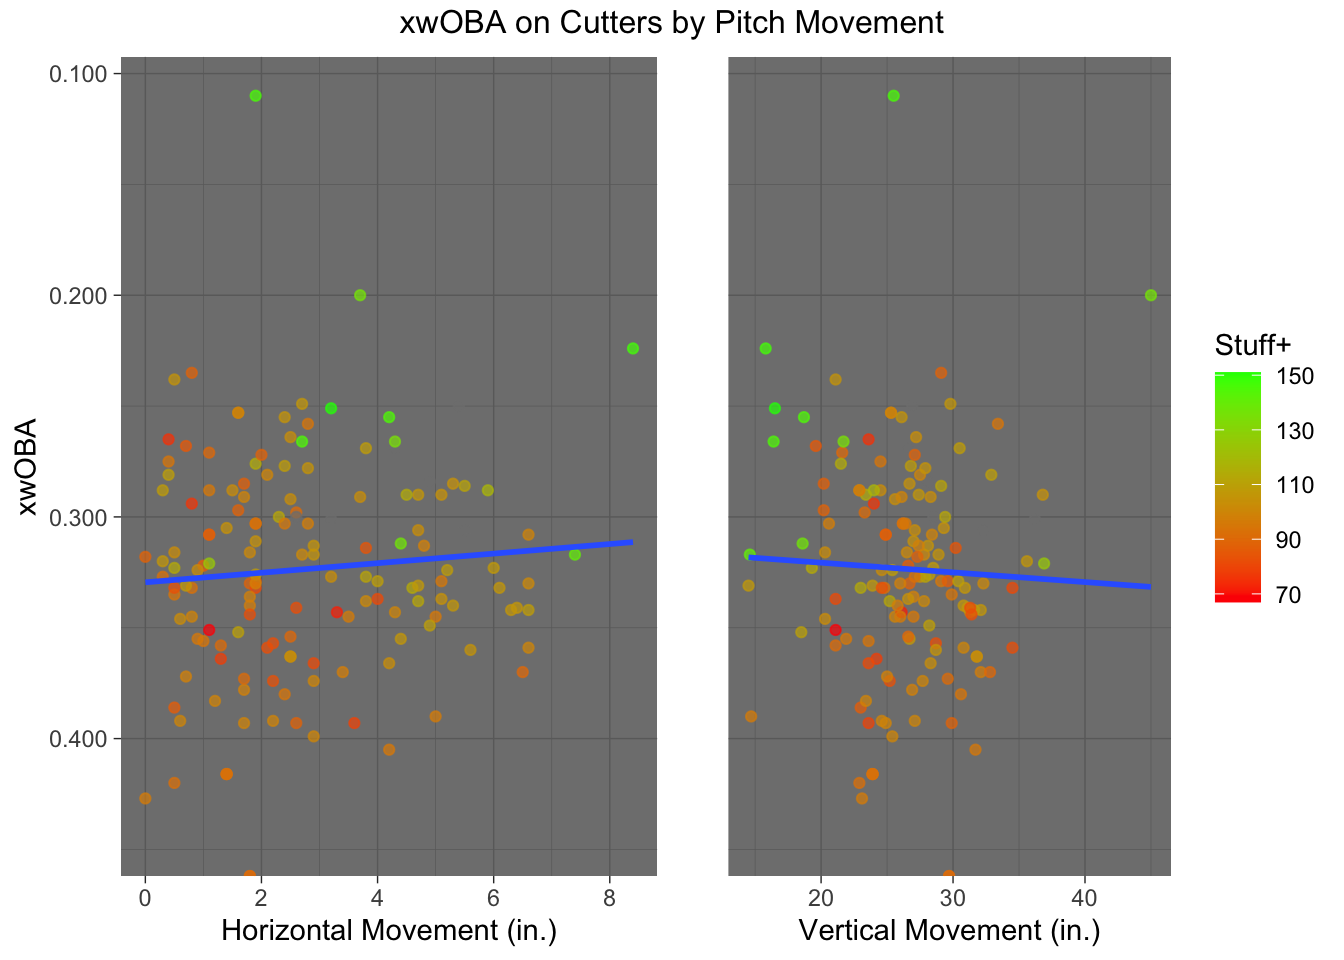 xwOBA on Cutters by Pitch Movement
xwOBA
0.100
0.200
0.300
0.400
0 2 4 6 8
Horizontal Movement (in.)
20 30 40
Vertical Movement (in.)
Stuff+
150
130
110
90
70